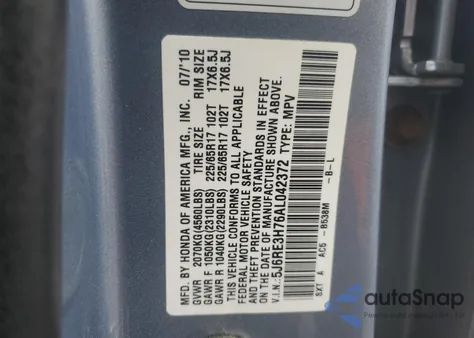 MFD. BY HONDA OF AMERICA MFG., INC. 07/'10
TIRE SIZE RIM SIZE
GVWR 2070KG(4560LBS)
GAWR F 1050KG(2310LBS) 225/65R17 102T 17X6.5J
GAWR R 1040KG(2290LBS) 225/65R17 102T 17X6.5J
THIS VEHICLE CONFORMS TO ALL APPLICABLE
FEDERAL MOTOR VEHICLE SAFETY
AND THEFT PREVENTION STANDARDS IN EFFECT
ON THE DATE OF MANUFACTURE SHOWN ABOVE.
V.I.N.:5J6RE3H76AL042372 TYPE: MPV
SXT A AC5 -B538M -B-L
autoSnap